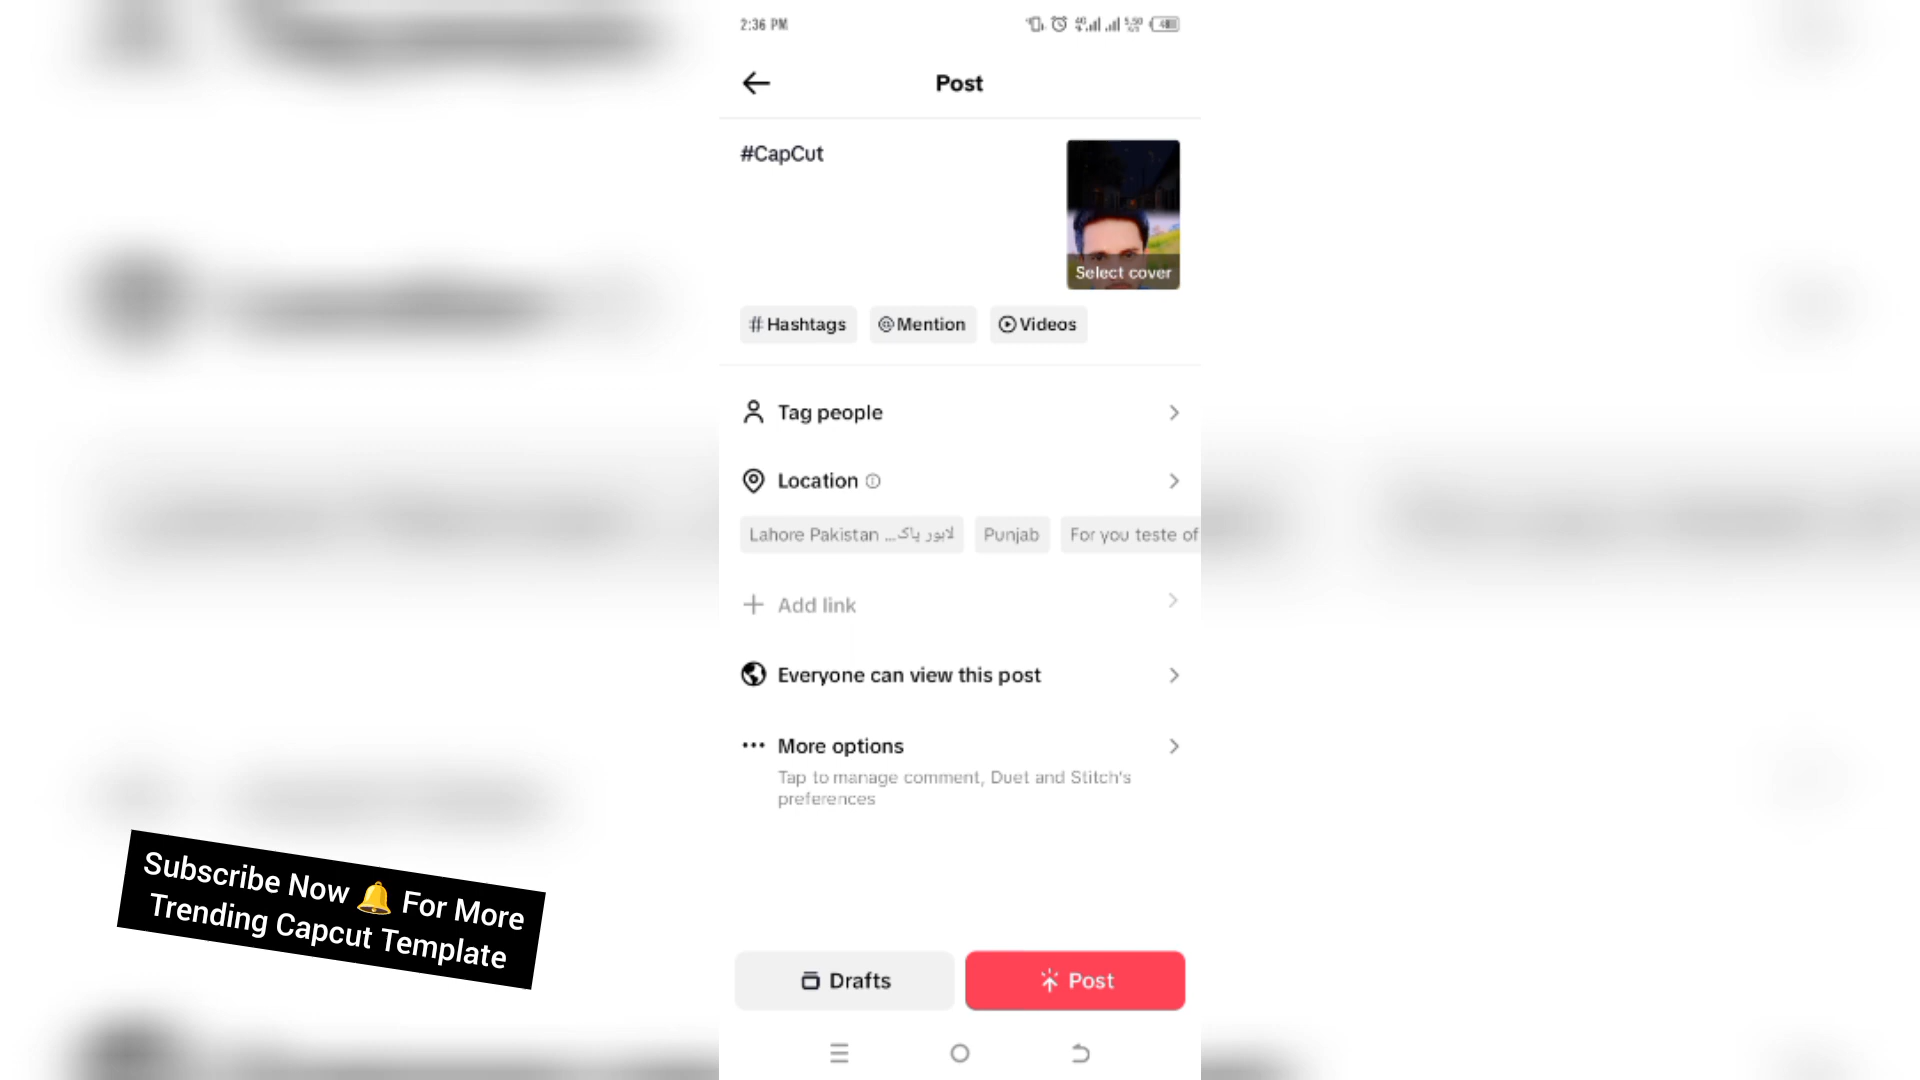 2:36 PM
Post
#CapCut
Select cover
# Hashtags
@ Mention
Videos
Tag people
Location
Lahore Pakistan ...لاہور پاک
Punjab
For you teste of
Add link
Everyone can view this post
More options
Tap to manage comment, Duet and Stitch's
preferences
Subscribe Now 🔔 For More
Trending Capcut Template
Drafts
Post